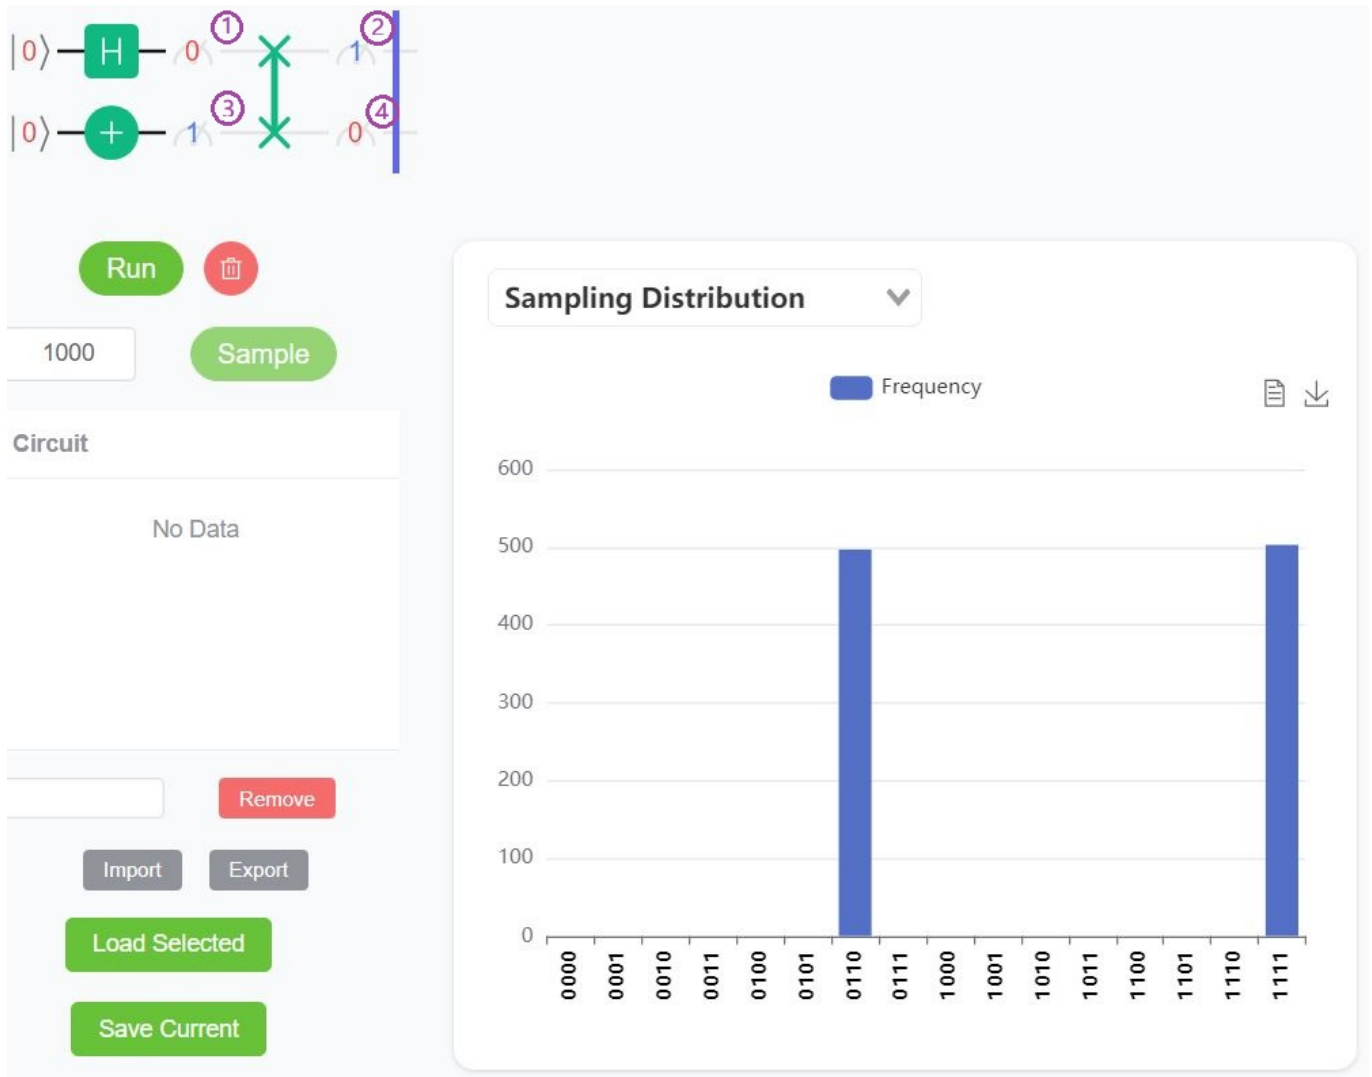 ① ②
|0⟩ H 0 1
③ ④
|0⟩ + 1 0
Run
1000 Sample
Circuit
No Data
Remove
Import Export
Load Selected
Save Current
Sampling Distribution
Frequency
600
500
400
300
200
100
0
0000 0001 0010 0011 0100 0101 0110 0111 1000 1001 1010 1011 1100 1101 1110 1111